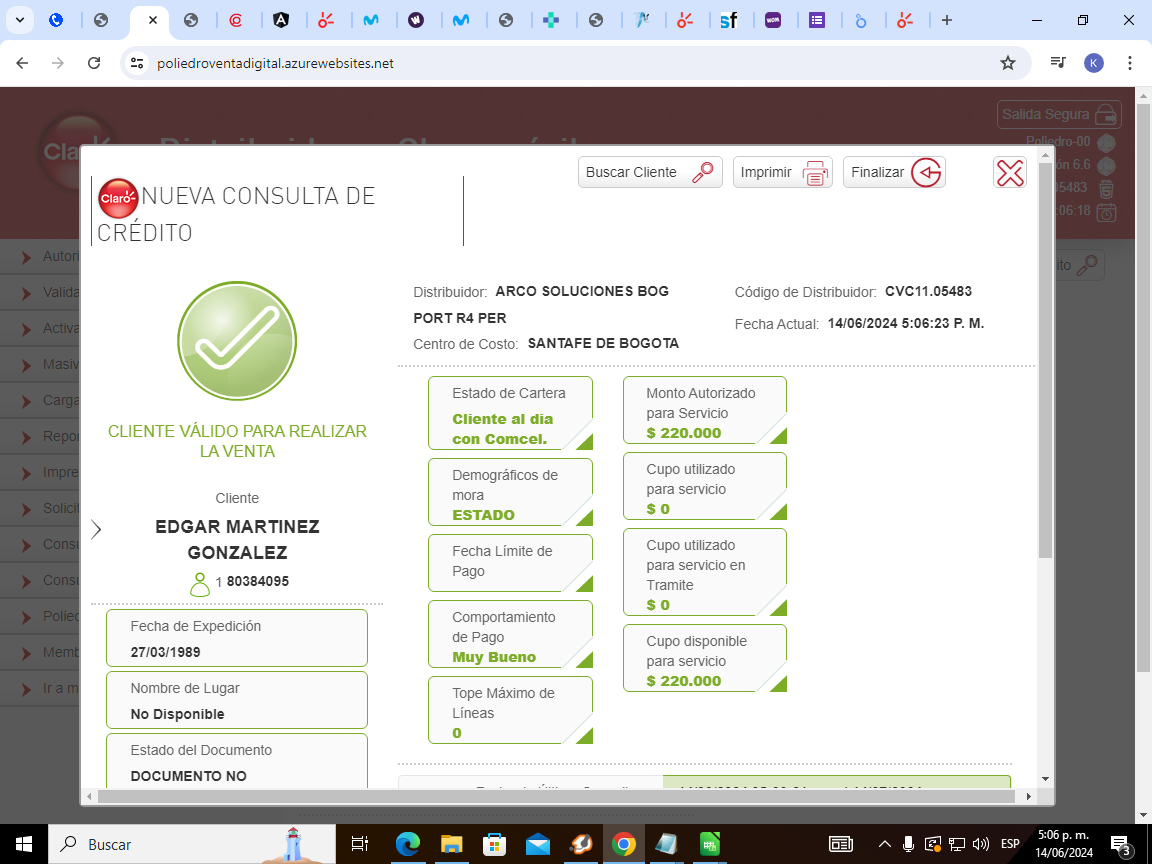 poliedroventadigital.azurewebsites.net
K
Salida Segura
Poliedro-00
6.6
5483
:06:18
Claro
NUEVA CONSULTA DE
CRÉDITO
Buscar Cliente
Imprimir
Finalizar
CLIENTE VÁLIDO PARA REALIZAR
LA VENTA
Cliente
EDGAR MARTINEZ
GONZALEZ
1 80384095
Fecha de Expedición
27/03/1989
Nombre de Lugar
No Disponible
Estado del Documento
DOCUMENTO NO
Distribuidor: ARCO SOLUCIONES BOG
PORT R4 PER
Centro de Costo: SANTAFE DE BOGOTA
Código de Distribuidor: CVC11.05483
Fecha Actual: 14/06/2024 5:06:23 P. M.
Estado de Cartera
Cliente al dia
con Comcel.
Demográficos de
mora
ESTADO
Fecha Límite de
Pago
Comportamiento
de Pago
Muy Bueno
Tope Máximo de
Líneas
0
Monto Autorizado
para Servicio
$ 220.000
Cupo utilizado
para servicio
$ 0
Cupo utilizado
para servicio en
Tramite
$ 0
Cupo disponible
para servicio
$ 220.000
Autori
Valida
Activa
Masiv
Carga
Repor
Impre
Solicit
Consu
Consu
Polied
Memb
Ir a m
Buscar
ESP
5:06 p. m.
14/06/2024
3